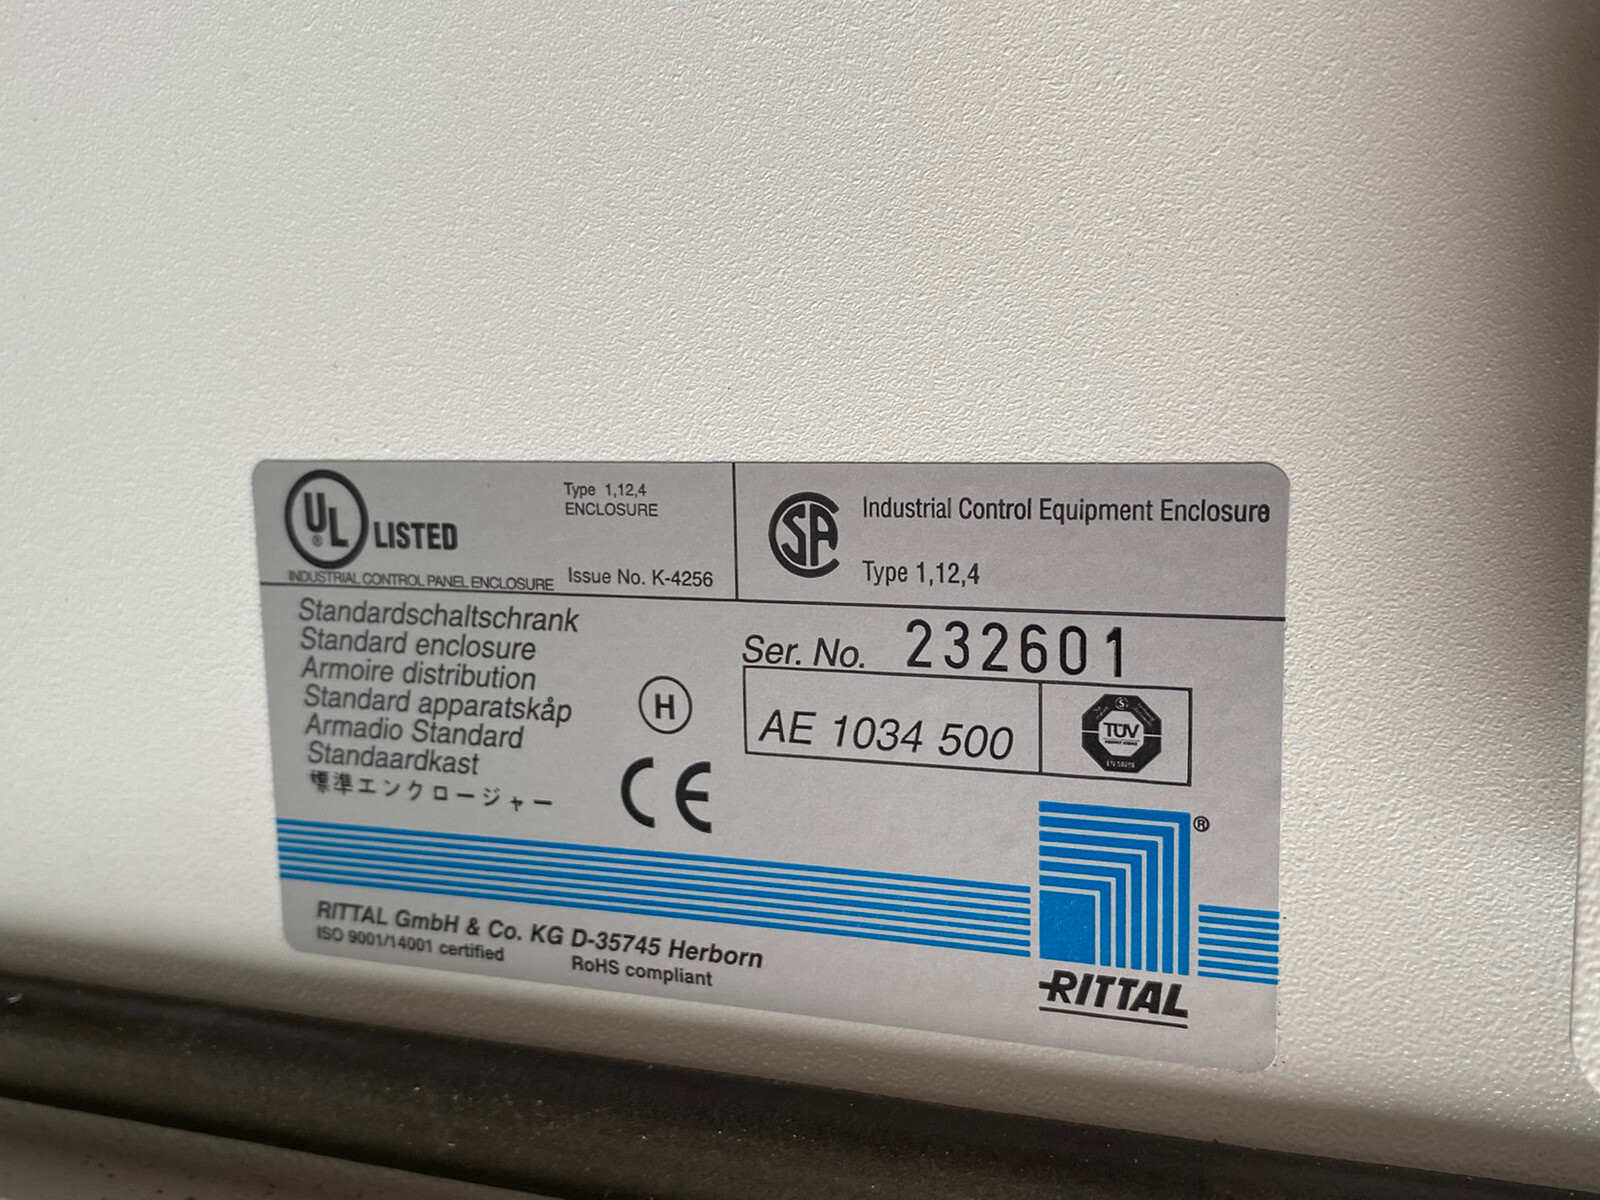 UL® LISTED
INDUSTRIAL CONTROL PANEL ENCLOSURE
Type 1,12,4
ENCLOSURE
Issue No. K-4256
SA
Industrial Control Equipment Enclosure
Type 1,12,4
Standardschaltschrank
Standard enclosure
Armoire distribution
Standard apparatskåp
Armadio Standard
Standaardkast
標準エンクロージャー
H
CE
Ser. No. 232601
AE 1034 500
TÜV
®
RITTAL
RITTAL GmbH & Co. KG D-35745 Herborn
ISO 9001/14001 certified RoHS compliant